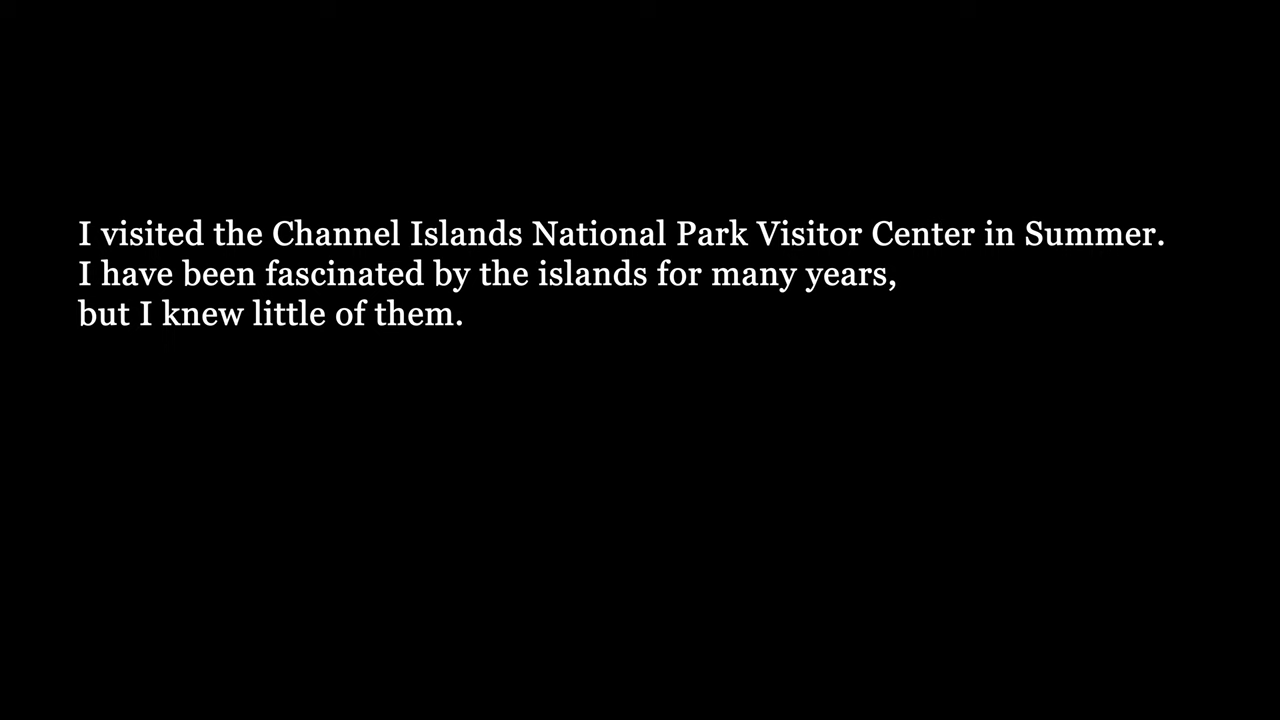 I visited the Channel Islands National Park Visitor Center in Summer.
I have been fascinated by the islands for many years,
but I knew little of them.